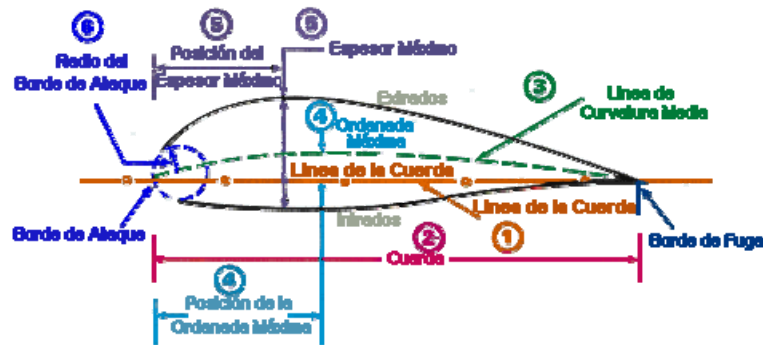 6
5
5
Radio del
Borde de Ataque
Posición del
Espesor Máximo
Espesor Máximo
Extrados
3
Línea de
Curvatura Media
4
Ordenada
Máxima
Línea de la Cuerda
Línea de la Cuerda
Intrados
1
Borde de Ataque
2
Cuerda
Borde de Fuga
4
Posición de la
Ordenada Máxima